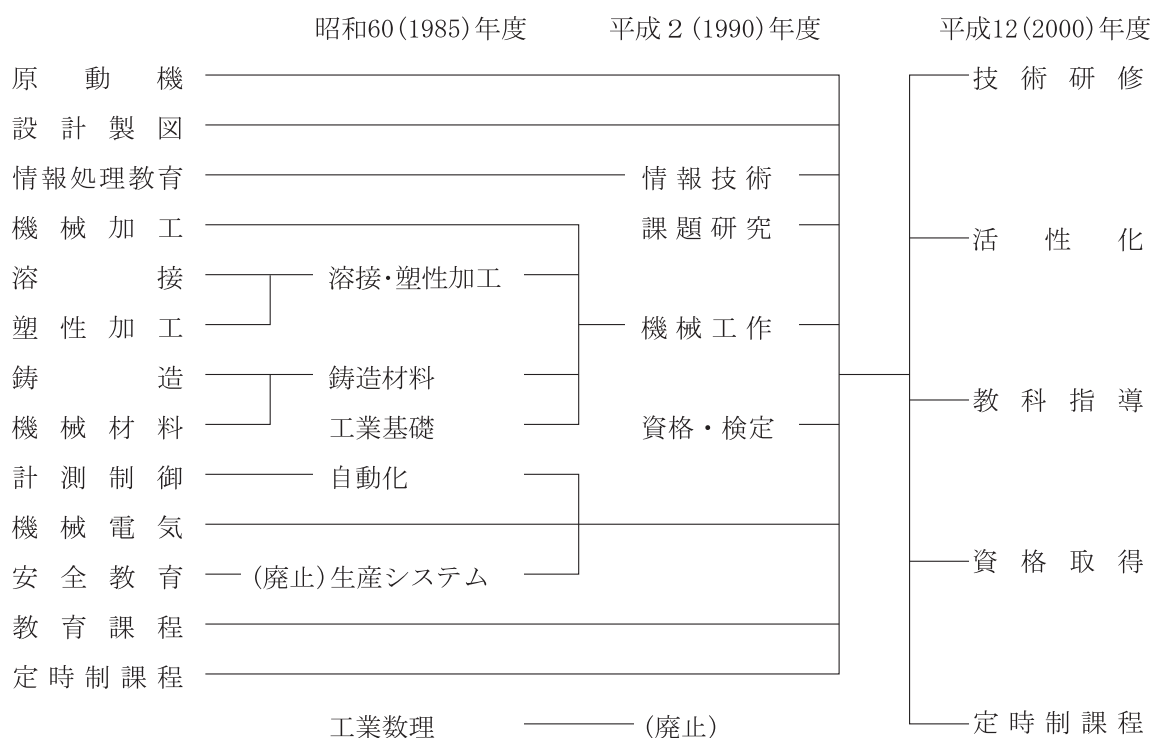 昭和60(1985)年度 平成2(1990)年度 平成12(2000)年度
原動機 技術研修
設計製図
情報処理教育 情報技術
機械加工 課題研究 活性化
溶接 溶接・塑性加工
塑性加工 機械工作
鋳造 鋳造材料 教科指導
機械材料 工業基礎 資格・検定
計測制御 自動化
機械電気
安全教育 (廃止)生産システム 資格取得
教育課程
定時制課程
工業数理 (廃止) 定時制課程